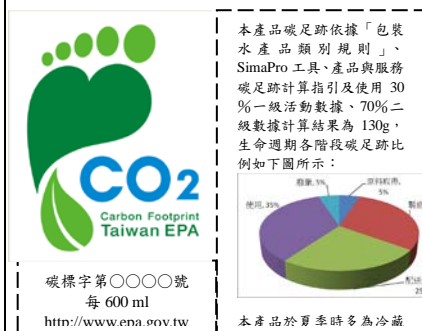 CO2
Carbon Footprint
Taiwan EPA
碳標字第○○○○號
每 600 ml
http://www.epa.gov.tw
本產品碳足跡依據「包裝
水產品類別規則」、
SimaPro 工具、產品與服務
碳足跡計算指引及使用 30
%一級活動數據、70%二
級數據計算結果為 130g，
生命週期各階段碳足跡比
例如下圖所示：
廢棄, 5%
原料取得,
5%
使用, 35%
本產品於夏季時多為冷藏